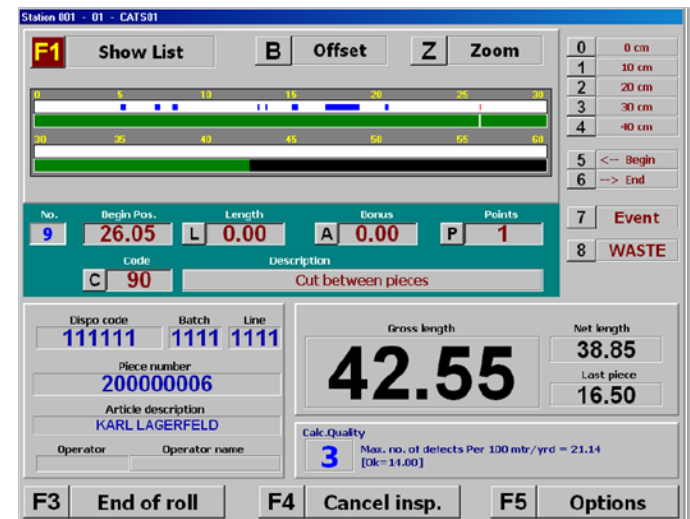 Station 001 - 01 - CATS01
F1 Show List B Offset Z Zoom
0 5 10 15 20 25 30
30 35 40 45 50 55 60
0 0 cm
1 10 cm
2 20 cm
3 30 cm
4 40 cm
5 <-- Begin
6 --> End
7 Event
8 WASTE
No. Begin Pos. Length Bonus Points
9 26.05 L 0.00 A 0.00 P 1
Code Description
C 90 Cut between pieces
Dispo code Batch Line
111111 1111 1111
Piece number
200000006
Article description
KARL LAGERFELD
Operator Operator name
Gross length
42.55
Net length
38.85
Last piece
16.50
Calc.Quality
3 Max. no. of defects Per 100 mtr/yrd = 21.14
[Ok=14.00]
F3 End of roll F4 Cancel insp. F5 Options